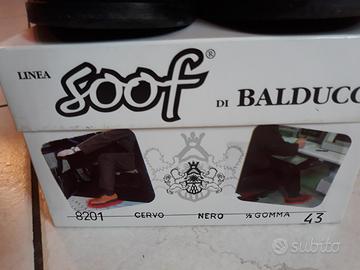 LINEA soof® DI BALDUCC
8201 CERVO NERO ½ GOMMA 43
subito